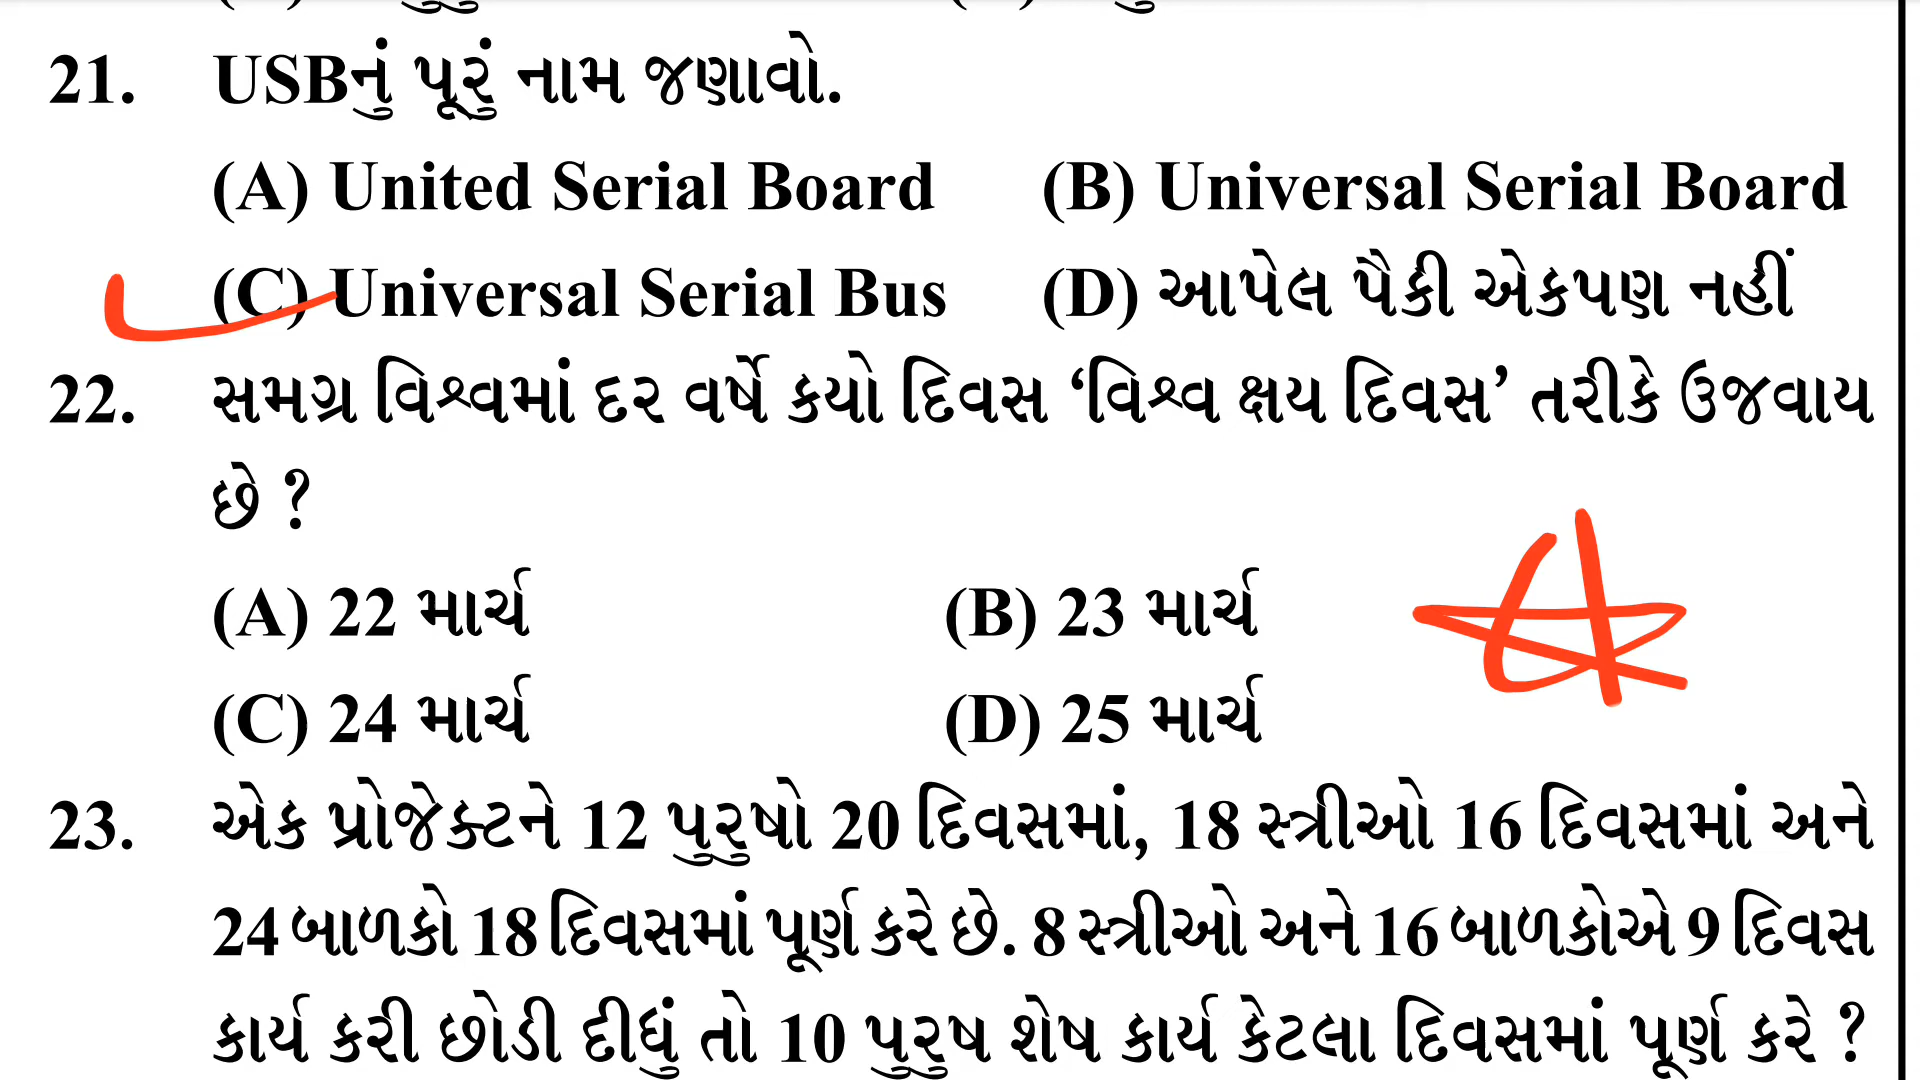 21. USBનું પૂરું નામ જણાવો.
(A) United Serial Board (B) Universal Serial Board
(C) Universal Serial Bus (D) આપેલ પૈકી એકપણ નહીં
22. સમગ્ર વિશ્વમાં દર વર્ષે કયો દિવસ ‘વિશ્વ ક્ષય દિવસ’ તરીકે ઉજવાય
છે ?
(A) 22 માર્ચ (B) 23 માર્ચ
(C) 24 માર્ચ (D) 25 માર્ચ
23. એક પ્રોજેક્ટને 12 પુરુષો 20 દિવસમાં, 18 સ્ત્રીઓ 16 દિવસમાં અને
24 બાળકો 18 દિવસમાં પૂર્ણ કરે છે. 8 સ્ત્રીઓ અને 16 બાળકોએ 9 દિવસ
કાર્ય કરી છોડી દીધું તો 10 પુરુષ શેષ કાર્ય કેટલા દિવસમાં પૂર્ણ કરે ?